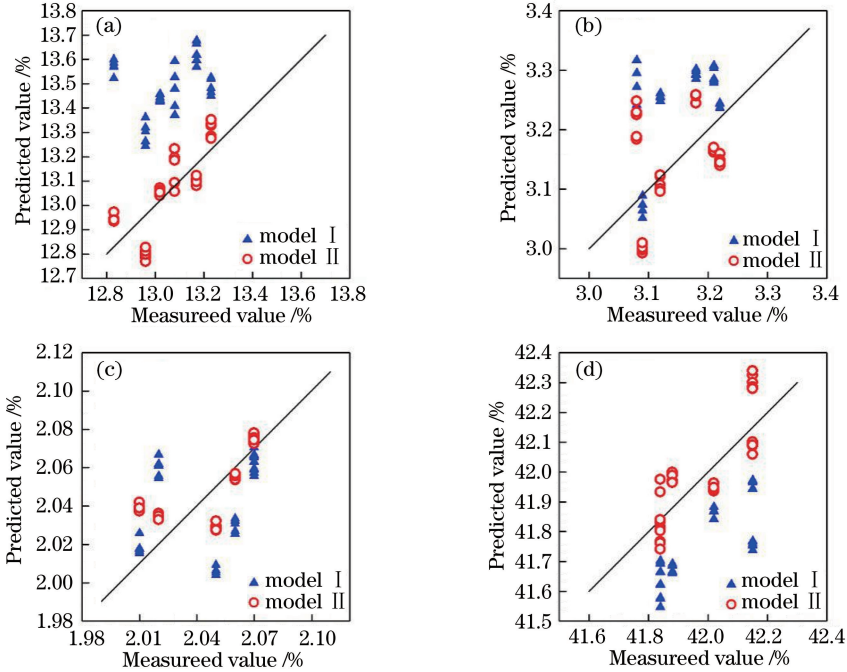 (a)
13.8
13.7
13.6
13.5
13.4
13.3
13.2
13.1
13.0
12.9
12.8
12.7
Predicted value /%
model Ⅰ
model Ⅱ
12.8 13.0 13.2 13.4 13.6 13.8
Measureed value /%
(b)
3.4
3.3
3.2
3.1
3.0
Predicted value /%
model Ⅰ
model Ⅱ
3.0 3.1 3.2 3.3 3.4
Measureed value /%
(c)
2.12
2.10
2.08
2.06
2.04
2.02
2.00
1.98
Predicted value /%
model Ⅰ
model Ⅱ
1.98 2.01 2.04 2.07 2.10
Measureed value /%
(d)
42.4
42.3
42.2
42.1
42.0
41.9
41.8
41.7
41.6
41.5
Predicted value /%
model Ⅰ
model Ⅱ
41.6 41.8 42.0 42.2 42.4
Measureed value /%